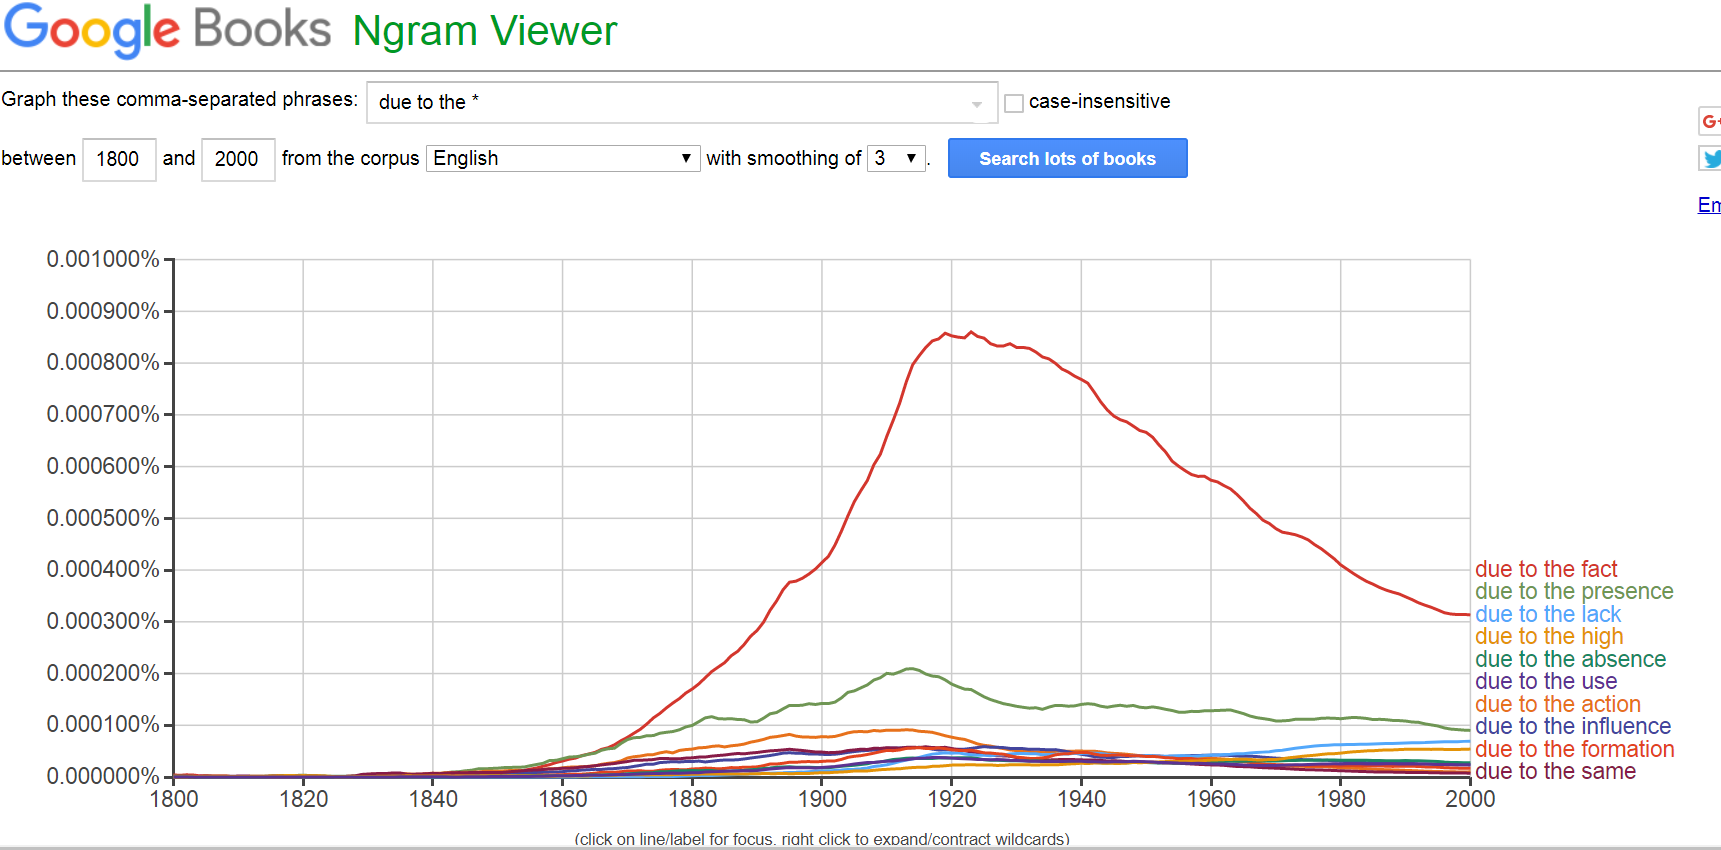 Google Books Ngram Viewer
Graph these comma-separated phrases: due to the * case-insensitive
between 1800 and 2000 from the corpus English with smoothing of 3 . Search lots of books
G+
Em
0.001000%
0.000900%
0.000800%
0.000700%
0.000600%
0.000500%
0.000400%
0.000300%
0.000200%
0.000100%
0.000000%
due to the fact
due to the presence
due to the lack
due to the high
due to the absence
due to the use
due to the action
due to the influence
due to the formation
due to the same
1800 1820 1840 1860 1880 1900 1920 1940 1960 1980 2000
(click on line/label for focus, right click to expand/contract wildcards)